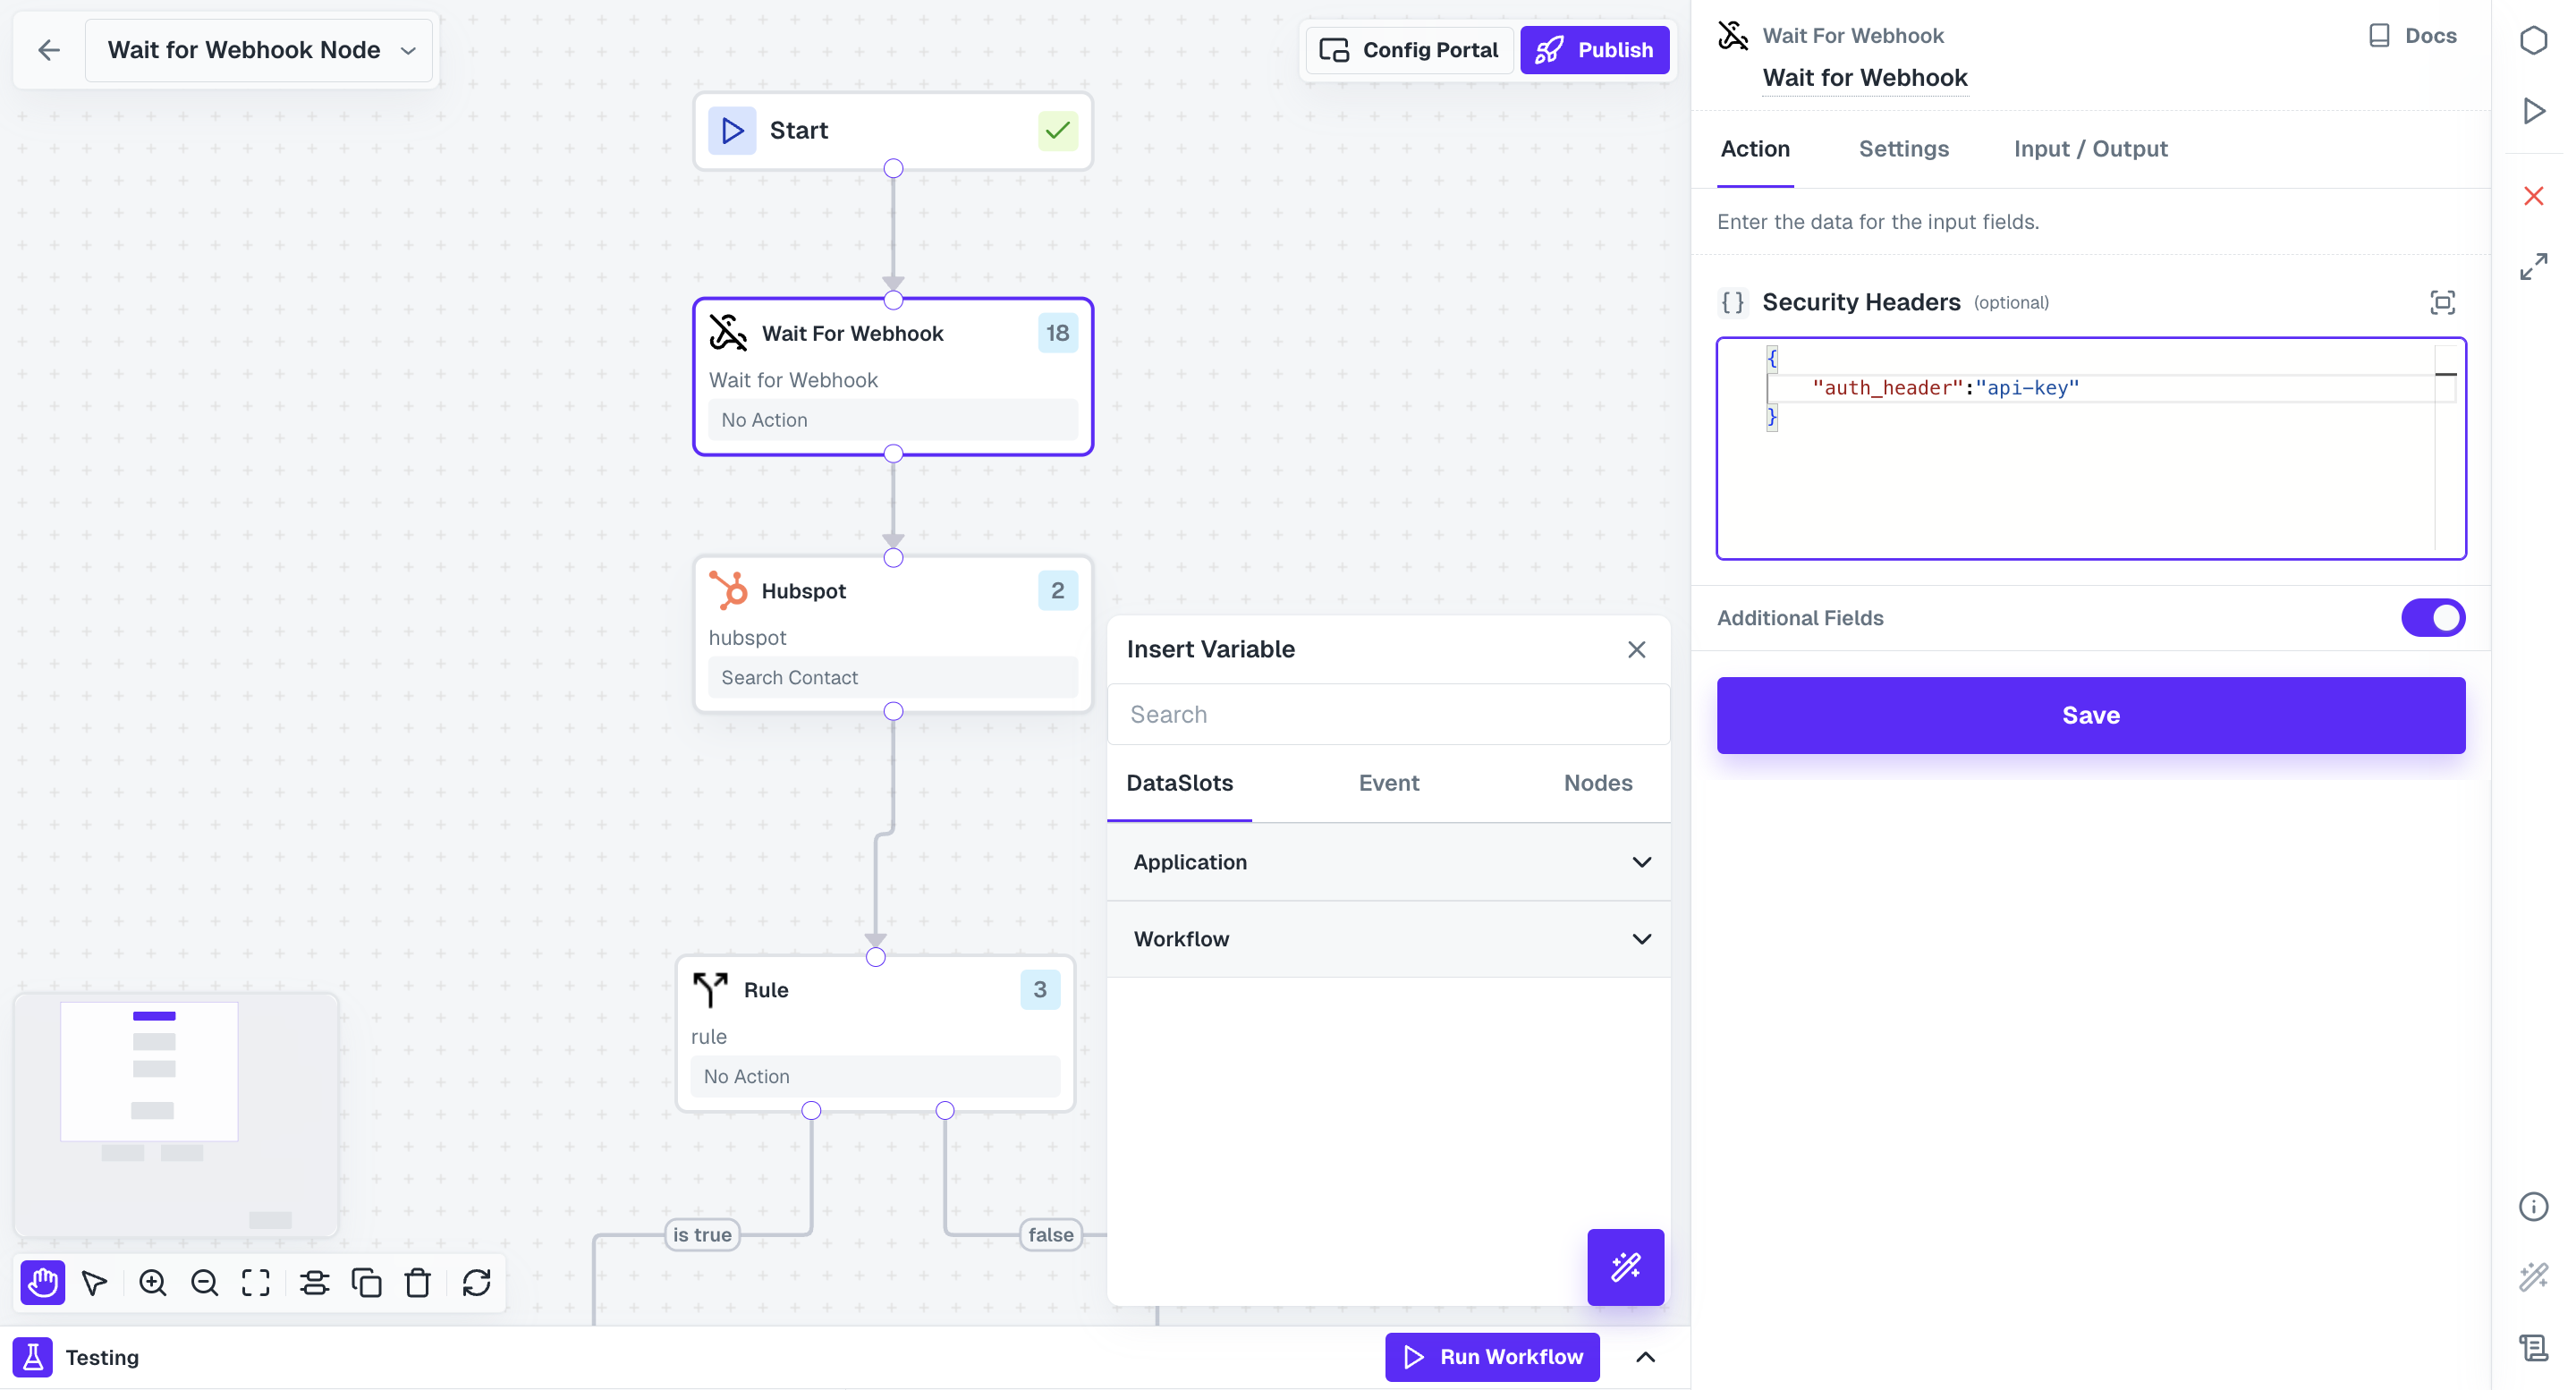 Wait for Webhook Node
Config Portal
Publish
Start
Wait For Webhook
18
Wait for Webhook
No Action
Hubspot
2
hubspot
Search Contact
Rule
3
rule
No Action
is true
false
Insert Variable
Search
DataSlots
Event
Nodes
Application
Workflow
Testing
Run Workflow
Wait For Webhook
Docs
Wait for Webhook
Action
Settings
Input / Output
Enter the data for the input fields.
{ } Security Headers (optional)
{
"auth_header":"api-key"
}
Additional Fields
Save